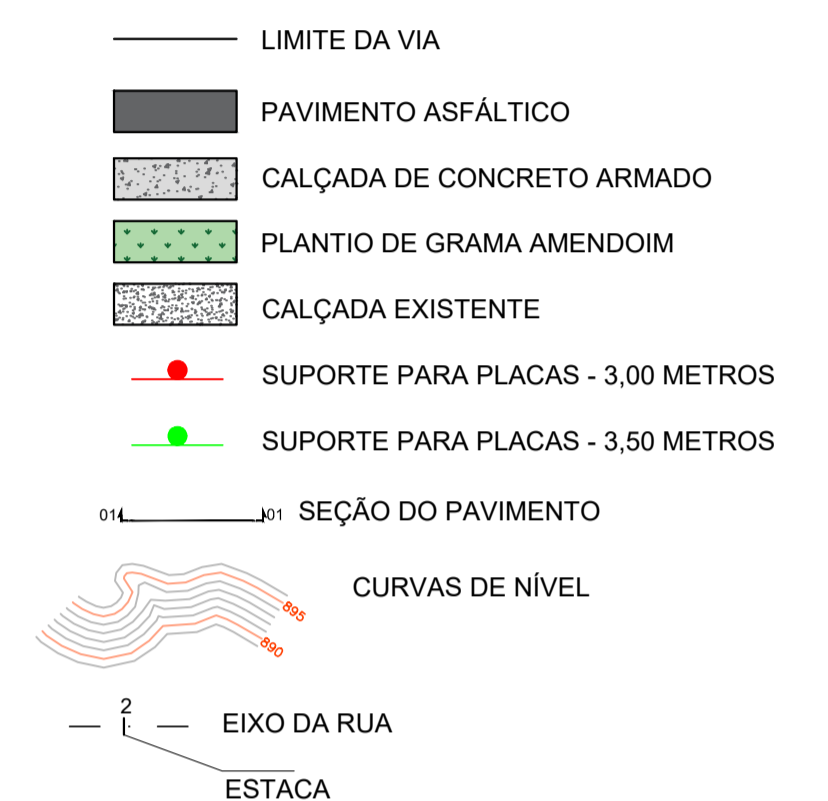 LIMITE DA VIA
PAVIMENTO ASFÁLTICO
CALÇADA DE CONCRETO ARMADO
PLANTIO DE GRAMA AMENDOIM
CALÇADA EXISTENTE
SUPORTE PARA PLACAS - 3,00 METROS
SUPORTE PARA PLACAS - 3,50 METROS
01 01 SEÇÃO DO PAVIMENTO
CURVAS DE NÍVEL
895
890
2
EIXO DA RUA
ESTACA